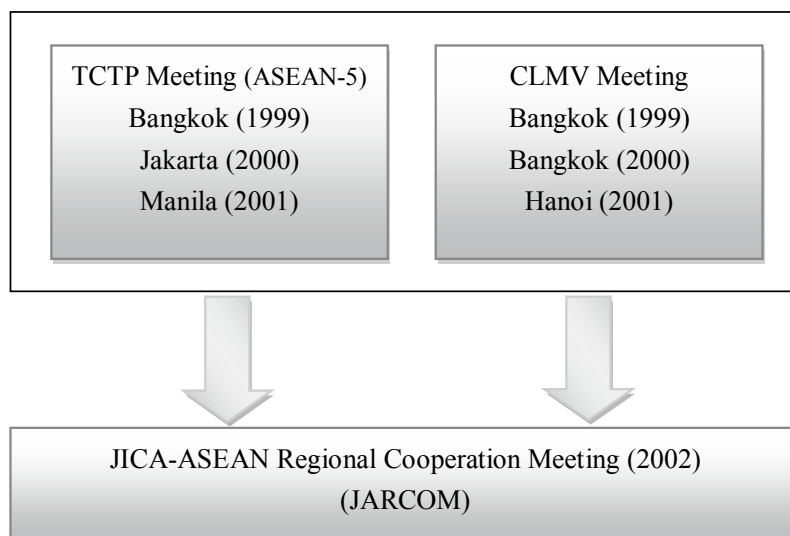 TCTP Meeting (ASEAN-5)
Bangkok (1999)
Jakarta (2000)
Manila (2001)
CLMV Meeting
Bangkok (1999)
Bangkok (2000)
Hanoi (2001)
JICA-ASEAN Regional Cooperation Meeting (2002)
(JARCOM)